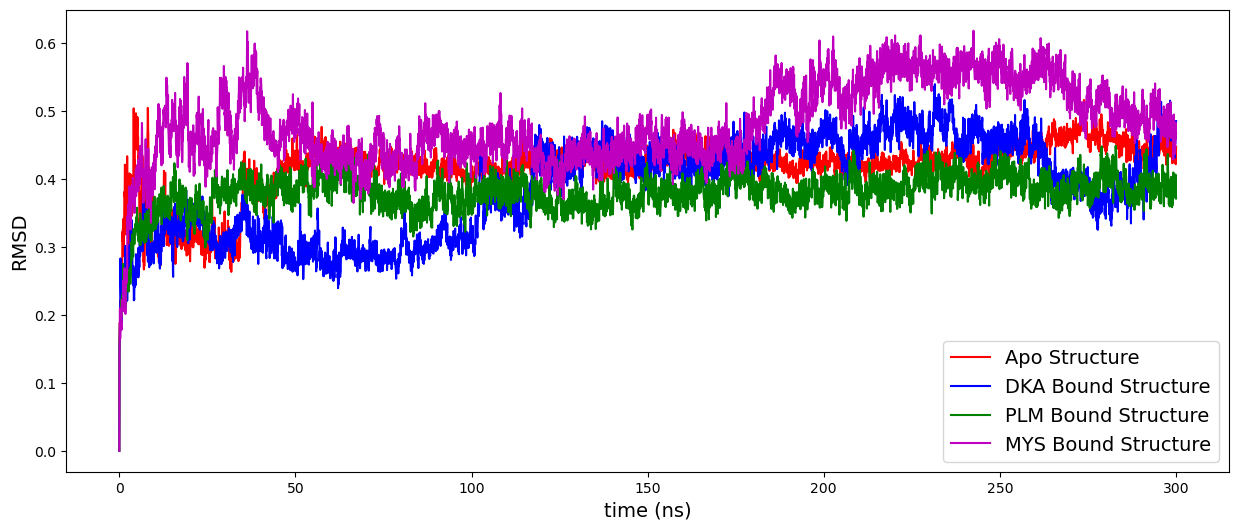 RMSD
0.6
0.5
0.4
0.3
0.2
0.1
0.0
0
50
100
150
200
250
300
time (ns)
Apo Structure
DKA Bound Structure
PLM Bound Structure
MYS Bound Structure